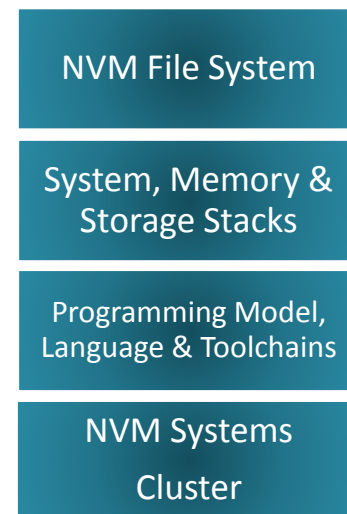 NVM File System
System, Memory &
Storage Stacks
Programming Model,
Language & Toolchains
NVM Systems
Cluster